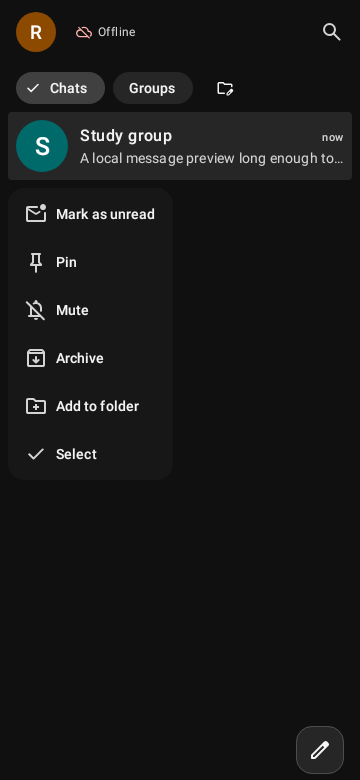 R
Offline
Chats
Groups
S
Study group
now
A local message preview long enough to…
Mark as unread
Pin
Mute
Archive
Add to folder
Select